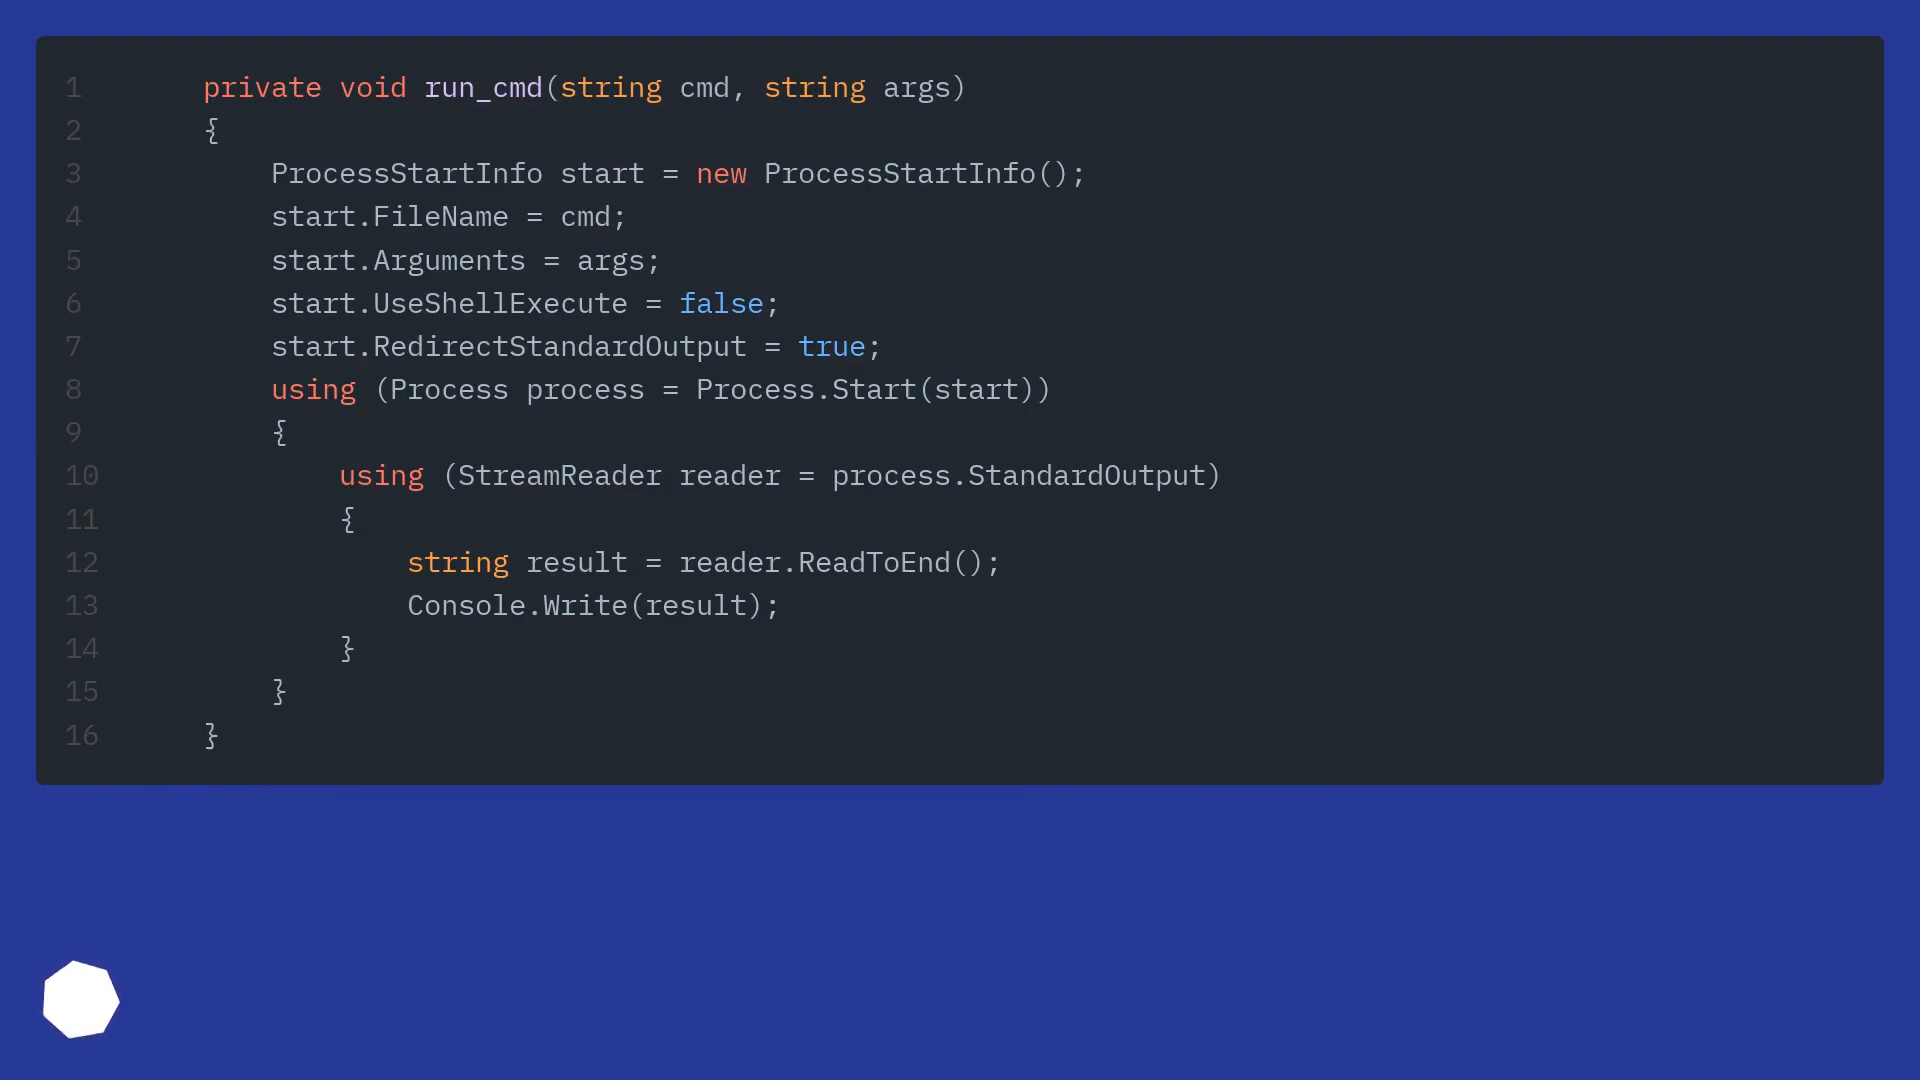 1 private void run_cmd(string cmd, string args)
2 {
3 ProcessStartInfo start = new ProcessStartInfo();
4 start.FileName = cmd;
5 start.Arguments = args;
6 start.UseShellExecute = false;
7 start.RedirectStandardOutput = true;
8 using (Process process = Process.Start(start))
9 {
10 using (StreamReader reader = process.StandardOutput)
11 {
12 string result = reader.ReadToEnd();
13 Console.Write(result);
14 }
15 }
16 }